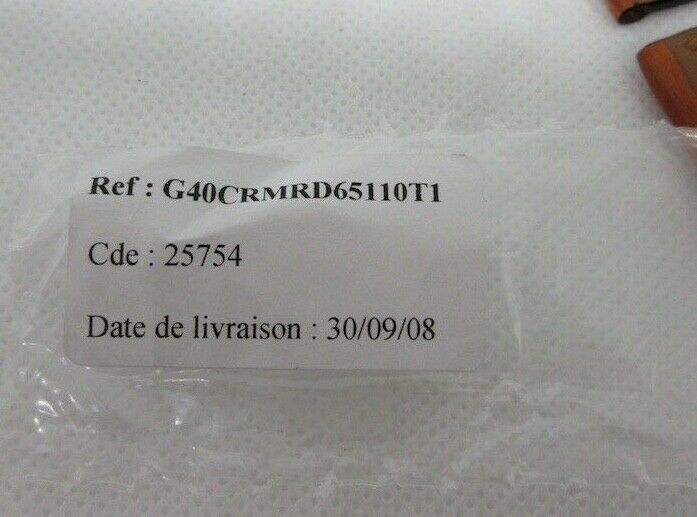 Ref : G40CRMRD65110T1
Cde : 25754
Date de livraison : 30/09/08